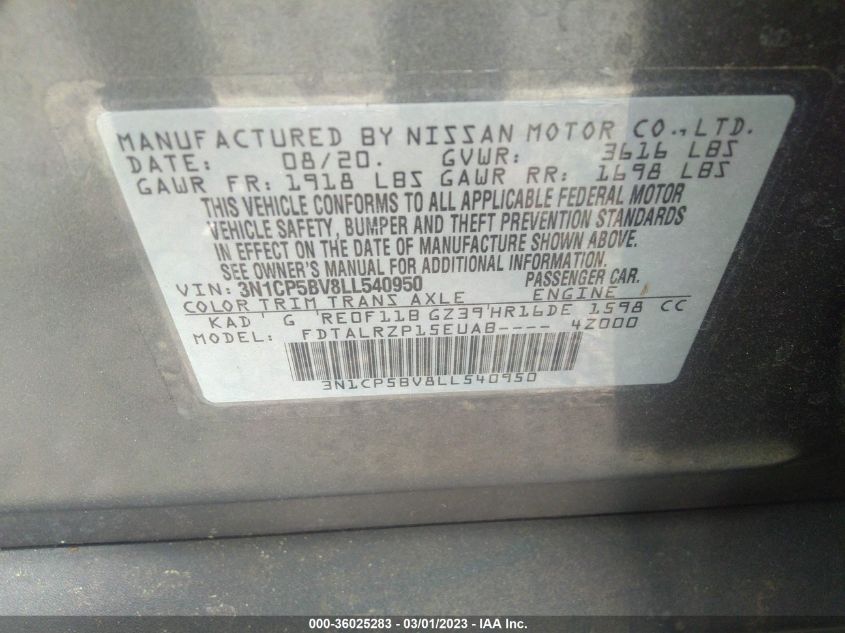 MANUFACTURED BY NISSAN MOTOR CO., LTD.
DATE: 08/20. GVWR: 3616 LBS
GAWR FR: 1918 LBS GAWR RR: 1698 LBS
THIS VEHICLE CONFORMS TO ALL APPLICABLE FEDERAL MOTOR
VEHICLE SAFETY, BUMPER AND THEFT PREVENTION STANDARDS
IN EFFECT ON THE DATE OF MANUFACTURE SHOWN ABOVE.
SEE OWNER'S MANUAL FOR ADDITIONAL INFORMATION.
VIN: 3N1CP5BV8LL540950 PASSENGER CAR.
COLOR TRIM TRANS AXLE ENGINE
KAD G RE0F11B GZ39 HR16DE 1598 CC
MODEL: FDTALRZP15EUAB---- 4Z000
3N1CP5BV8LL540950
000-36025283 - 03/01/2023 - IAA Inc.